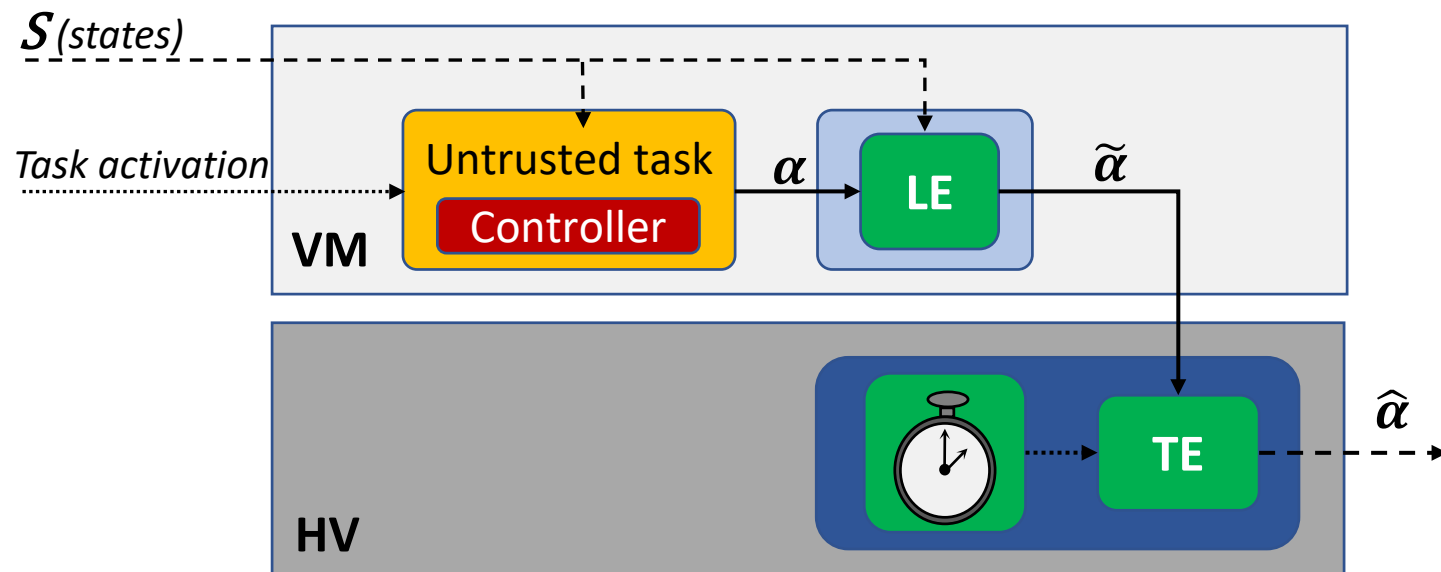 S (states)
Task activation
Untrusted task
Controller
VM
α
LE
α̃
HV
TE
α̂